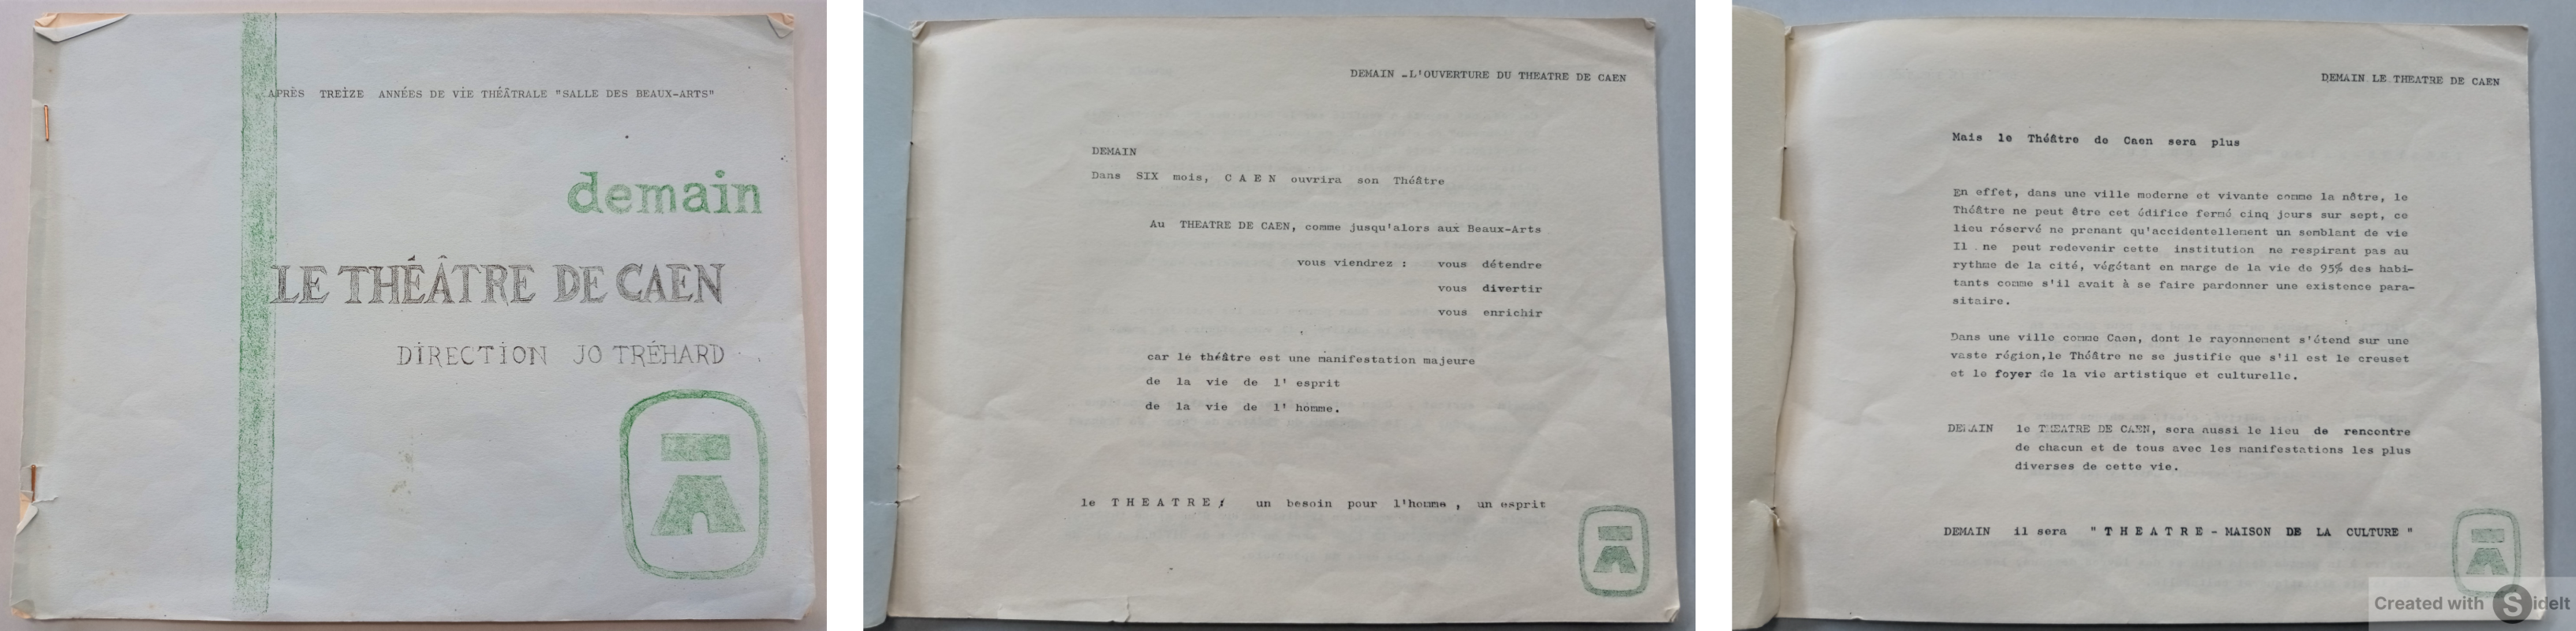 APRÈS TREIZE ANNÉES DE VIE THÉÂTRALE "SALLE DES BEAUX-ARTS"
demain
LE THÉÂTRE DE CAEN
DIRECTION JO TRÉHARD
DEMAIN - L'OUVERTURE DU THEATRE DE CAEN
DEMAIN
Dans SIX mois, C A E N ouvrira son Théâtre
Au THEATRE DE CAEN, comme jusqu'alors aux Beaux-Arts
vous viendrez : vous détendre
vous divertir
vous enrichir
car le théâtre est une manifestation majeure
de la vie de l' esprit
de la vie de l' homme.
le T H E A T R E / un besoin pour l'homme , un esprit
DEMAIN LE THEATRE DE CAEN
Mais le Théâtre de Caen sera plus
En effet, dans une ville moderne et vivante comme la nôtre, le
Théâtre ne peut être cet édifice fermé cinq jours sur sept, ce
lieu réservé ne prenant qu'accidentellement un semblant de vie
Il ne peut redevenir cette institution ne respirant pas au
rythme de la cité, végétant en marge de la vie de 95% des habi-
tants comme s'il avait à se faire pardonner une existence para-
sitaire.
Dans une ville comme Caen, dont le rayonnement s'étend sur une
vaste région, le Théâtre ne se justifie que s'il est le creuset
et le foyer de la vie artistique et culturelle.
DEMAIN le THEATRE DE CAEN, sera aussi le lieu de rencontre
de chacun et de tous avec les manifestations les plus
diverses de cette vie.
DEMAIN il sera " T H E A T R E - MAISON DE LA CULTURE "
Created with SideIt